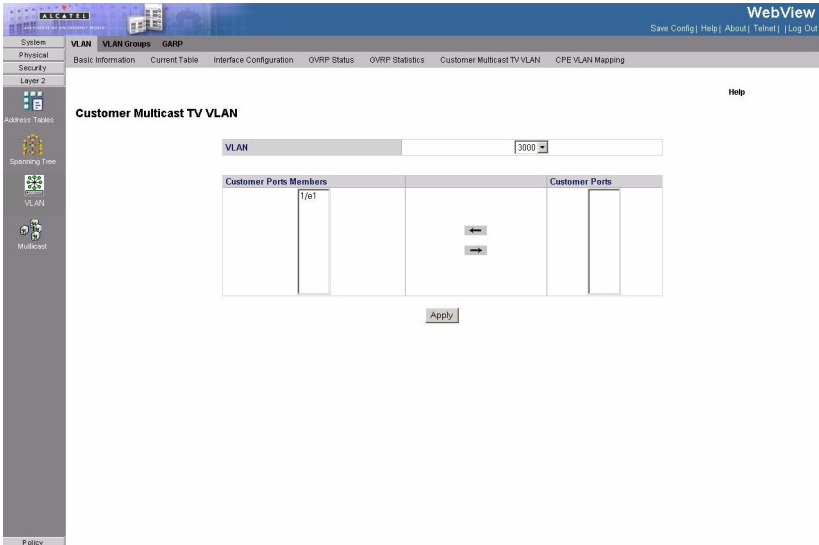 ALCATEL
WebView
Save Config | Help | About | Telnet | | Log Out
System
Physical
Security
Layer 2
Address Tables
Spanning Tree
VLAN
Multicast
Policy
VLAN VLAN Groups GARP
Basic Information Current Table Interface Configuration GVRP Status GVRP Statistics Customer Multicast TV VLAN CPE VLAN Mapping
Help
Customer Multicast TV VLAN
VLAN 3000
Customer Ports Members Customer Ports
1/e1
Apply